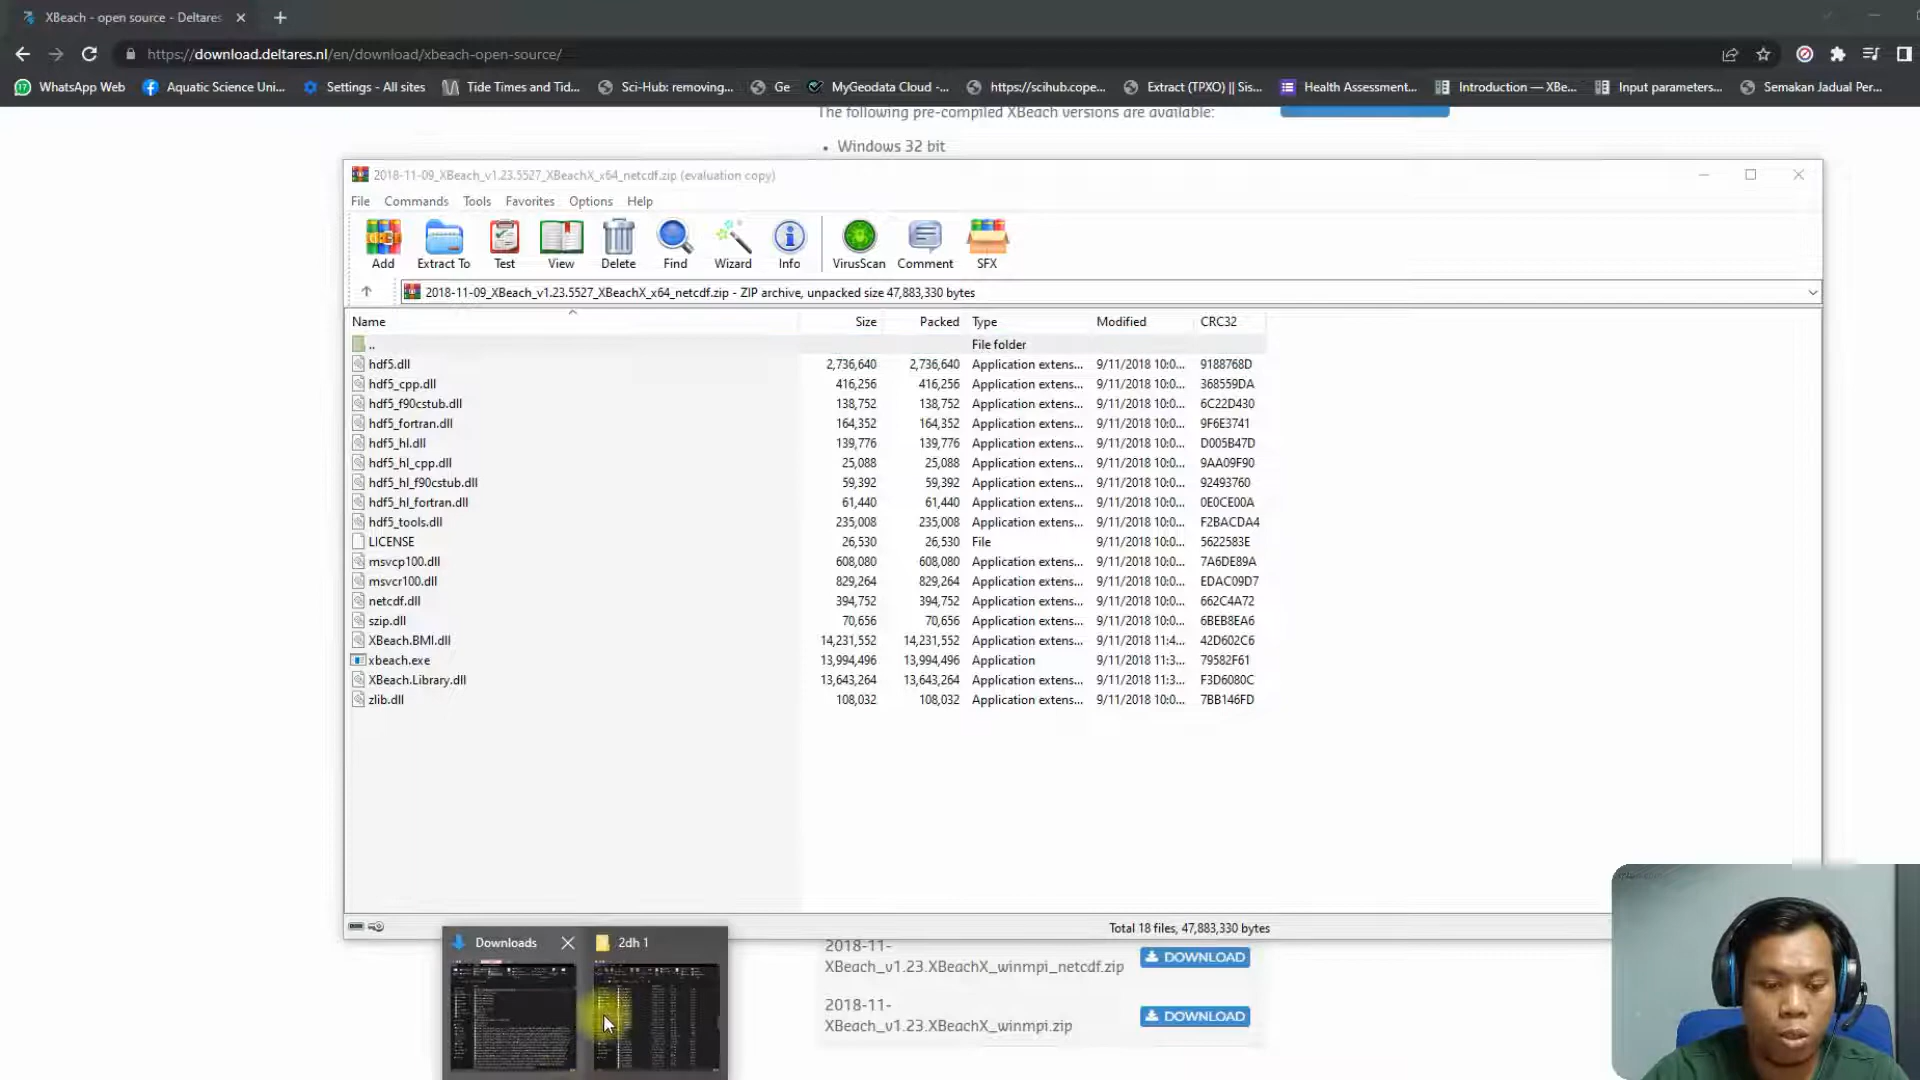 XBeach - open source - Deltares
https://download.deltares.nl/en/download/xbeach-open-source/
WhatsApp Web
Aquatic Science Uni...
Settings - All sites
Tide Times and Tid...
Sci-Hub: removing...
Ge
MyGeodata Cloud -...
https://scihub.cope...
Extract (TPXO) | Sis...
Health Assessment...
Introduction — XBe...
Input parameters...
Semakan Jadual Per...
The following pre-compiled XBeach versions are available:
• Windows 32 bit
2018-11-09_XBeach_v1.23.5527_XBeachX_x64_netcdf.zip (evaluation copy)
File Commands Tools Favorites Options Help
Add Extract To Test View Delete Find Wizard Info VirusScan Comment SFX
2018-11-09_XBeach_v1.23.5527_XBeachX_x64_netcdf.zip - ZIP archive, unpacked size 47,883,330 bytes
Name Size Packed Type Modified CRC32
.. File folder
hdf5.dll 2,736,640 2,736,640 Application extens... 9/11/2018 10:0... 9188768D
hdf5_cpp.dll 416,256 416,256 Application extens... 9/11/2018 10:0... 368559DA
hdf5_f90cstub.dll 138,752 138,752 Application extens... 9/11/2018 10:0... 6C22D430
hdf5_fortran.dll 164,352 164,352 Application extens... 9/11/2018 10:0... 9F6E3741
hdf5_hl.dll 139,776 139,776 Application extens... 9/11/2018 10:0... D005B47D
hdf5_hl_cpp.dll 25,088 25,088 Application extens... 9/11/2018 10:0... 9AA09F90
hdf5_hl_f90cstub.dll 59,392 59,392 Application extens... 9/11/2018 10:0... 92493760
hdf5_hl_fortran.dll 61,440 61,440 Application extens... 9/11/2018 10:0... 0E0CE00A
hdf5_tools.dll 235,008 235,008 Application extens... 9/11/2018 10:0... F2BACDA4
LICENSE 26,530 26,530 File 9/11/2018 10:0... 5622583E
msvcp100.dll 608,080 608,080 Application extens... 9/11/2018 10:0... 7A6DE89A
msvcr100.dll 829,264 829,264 Application extens... 9/11/2018 10:0... EDAC09D7
netcdf.dll 394,752 394,752 Application extens... 9/11/2018 10:0... 662C4A72
szip.dll 70,656 70,656 Application extens... 9/11/2018 10:0... 6BEB8EA6
XBeach.BMI.dll 14,231,552 14,231,552 Application extens... 9/11/2018 11:4... 42D602C6
xbeach.exe 13,994,496 13,994,496 Application 9/11/2018 11:3... 79582F61
XBeach.Library.dll 13,643,264 13,643,264 Application extens... 9/11/2018 11:3... F3D6080C
zlib.dll 108,032 108,032 Application extens... 9/11/2018 10:0... 7BB146FD
Total 18 files, 47,883,330 bytes
Downloads
2dh 1
2018-11-
XBeach_v1.23.XBeachX_winmpi_netcdf.zip
DOWNLOAD
2018-11-
XBeach_v1.23.XBeachX_winmpi.zip
DOWNLOAD